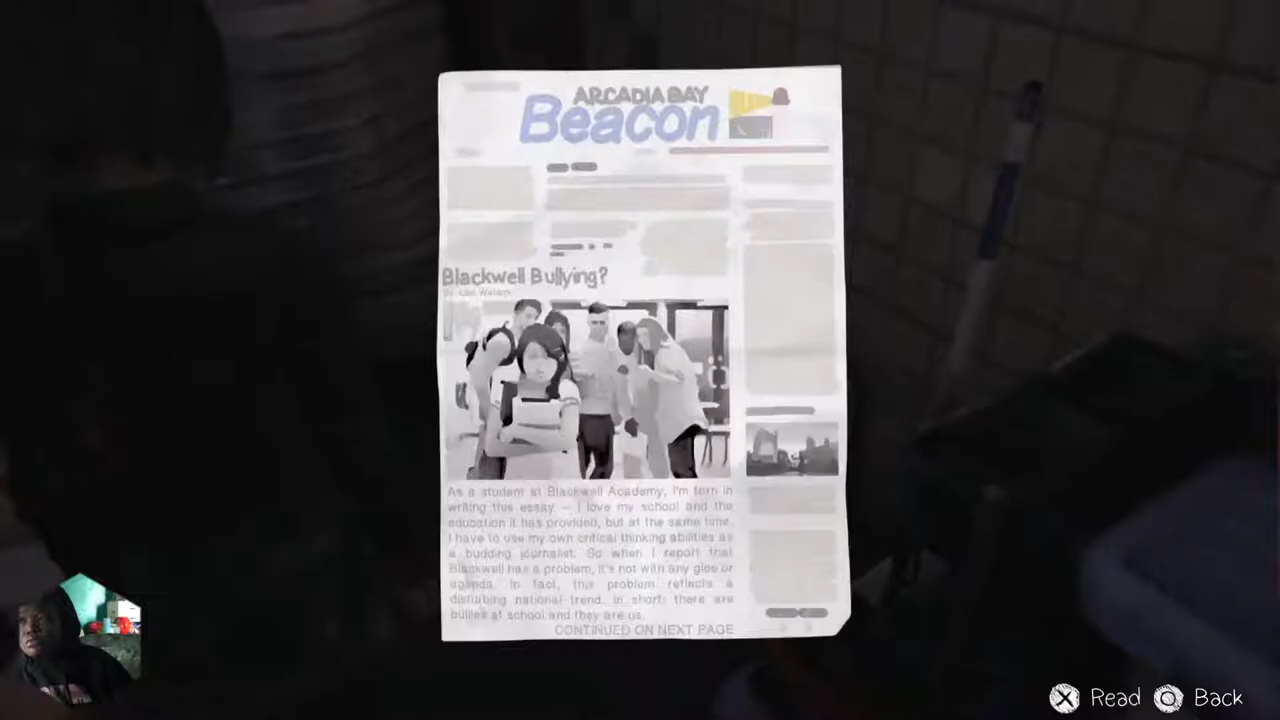 ARCADIA BAY
Beacon
Blackwell Bullying?
As a student at Blackwell Academy, I'm torn in
writing this essay — I love my school and the
education it has provided, but at the same time,
I have to use my own critical thinking abilities as
a budding journalist. So when I report that
Blackwell has a problem, it's not with any glee or
agenda. In fact, this problem reflects a
disturbing national trend. In short: there are
bullies at school and they are us.
CONTINUED ON NEXT PAGE
Read Back